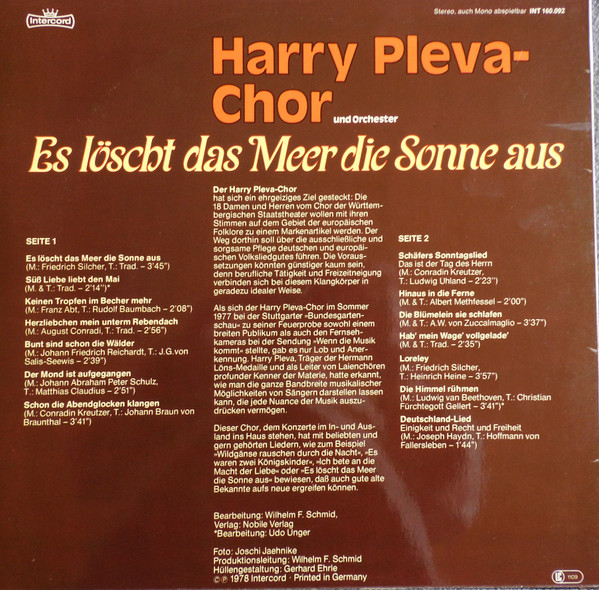 Intercord
Stereo, auch Mono abspielbar INT 160.092
Harry Pleva-
Chor
und Orchester
Es löscht das Meer die Sonne aus
SEITE 1
Es löscht das Meer die Sonne aus
(M.: Friedrich Silcher, T.: Trad. – 3'45")
Süß Liebe liebt den Mai
(M. & T.: Trad. – 2'14")*
Keinen Tropfen im Becher mehr
(M.: Franz Abt, T.: Rudolf Baumbach – 2'08")
Herzliebchen mein unterm Rebendach
(M.: August Conradi, T.: Trad. – 2'56")
Bunt sind schon die Wälder
(M.: Johann Friedrich Reichardt, T.: J.G. von
Salis-Seewis – 2'39")
Der Mond ist aufgegangen
(M.: Johann Abraham Peter Schulz,
T.: Matthias Claudius – 2'51")
Schon die Abendglocken klangen
(M.: Conradin Kreutzer, T.: Johann Braun von
Braunthal – 3'41")
Der Harry Pleva-Chor
hat sich ein ehrgeiziges Ziel gesteckt: Die
18 Damen und Herren vom Chor der Württem-
bergischen Staatstheater wollen mit ihren
Stimmen auf dem Gebiet der europäischen
Folklore zu einem Markenartikel werden. Der
Weg dorthin soll über die ausschließliche und
sorgsame Pflege deutschen und europäi-
schen Volksliedgutes führen. Die Voraus-
setzungen könnten günstiger kaum sein,
denn berufliche Tätigkeit und Freizeitneigung
verbinden sich bei diesem Klangkörper in
geradezu idealer Weise.
Als sich der Harry Pleva-Chor im Sommer
1977 bei der Stuttgarter »Bundesgarten-
schau« zu seiner Feuerprobe sowohl einem
breiten Publikum als auch den Fernseh-
kameras bei der Sendung »Wenn die Musik
kommt« stellte, gab es nur Lob und Aner-
kennung. Harry Pleva, Träger der Hermann
Löns-Medaille und als Leiter von Laienchören
profunder Kenner der Materie, hatte erkannt,
wie man die ganze Bandbreite musikalischer
Möglichkeiten von Sängern darstellen lassen
kann, die jede Nuance der Musik auszu-
drücken vermögen.
Dieser Chor, dem Konzerte im In- und Aus-
land ins Haus stehen, hat mit beliebten und
gern gehörten Liedern, wie zum Beispiel
»Wildgänse rauschen durch die Nacht«, »Es
waren zwei Königskinder«, »Ich bete an die
Macht der Liebe« oder »Es löscht das Meer
die Sonne aus« bewiesen, daß auch gute alte
Bekannte aufs neue ergreifen können.
Bearbeitung: Wilhelm F. Schmid,
Verlag: Nobile Verlag
*Bearbeitung: Udo Unger
Foto: Joschi Jaehnike
Produktionsleitung: Wilhelm F. Schmid
Hüllengestaltung: Gerhard Ehrle
© ℗ 1978 Intercord · Printed in Germany
SEITE 2
Schäfers Sonntagslied
Das ist der Tag des Herrn
(M.: Conradin Kreutzer,
T.: Ludwig Uhland – 2'23")
Hinaus in die Ferne
(M. & T.: Albert Methfessel – 2'00")
Die Blümelein sie schlafen
(M. & T.: A.W. von Zuccalmaglio – 3'37")
Hab' mein Wage' vollgelade'
(M. & T.: Trad. – 2'35")
Loreley
(M.: Friedrich Silcher,
T.: Heinrich Heine – 3'57")
Die Himmel rühmen
(M.: Ludwig van Beethoven, T.: Christian
Fürchtegott Gellert – 3'41")*
Deutschland-Lied
Einigkeit und Recht und Freiheit
(M.: Joseph Haydn, T.: Hoffmann von
Fallersleben – 1'44")
1109